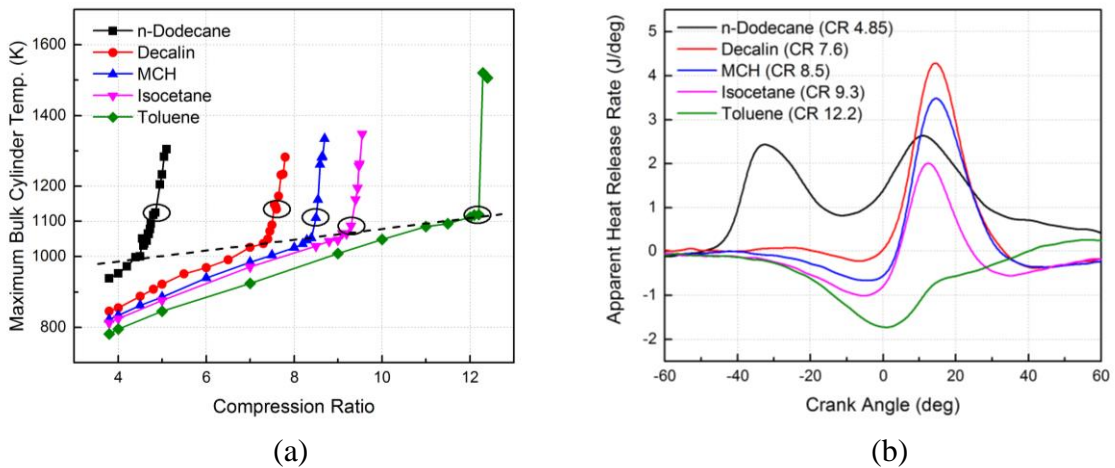 n-Dodecane
Decalin
MCH
Isocetane
Toluene
1600
1400
1200
1100
1000
800
4
6
8
10
12
Maximum Bulk Cylinder Temp. (K)
Compression Ratio
(a)
n-Dodecane (CR 4.85)
Decalin (CR 7.6)
MCH (CR 8.5)
Isocetane (CR 9.3)
Toluene (CR 12.2)
5
4
3
2
1
0
-1
-2
-60
-40
-20
0
20
40
60
Apparent Heat Release Rate (J/deg)
Crank Angle (deg)
(b)